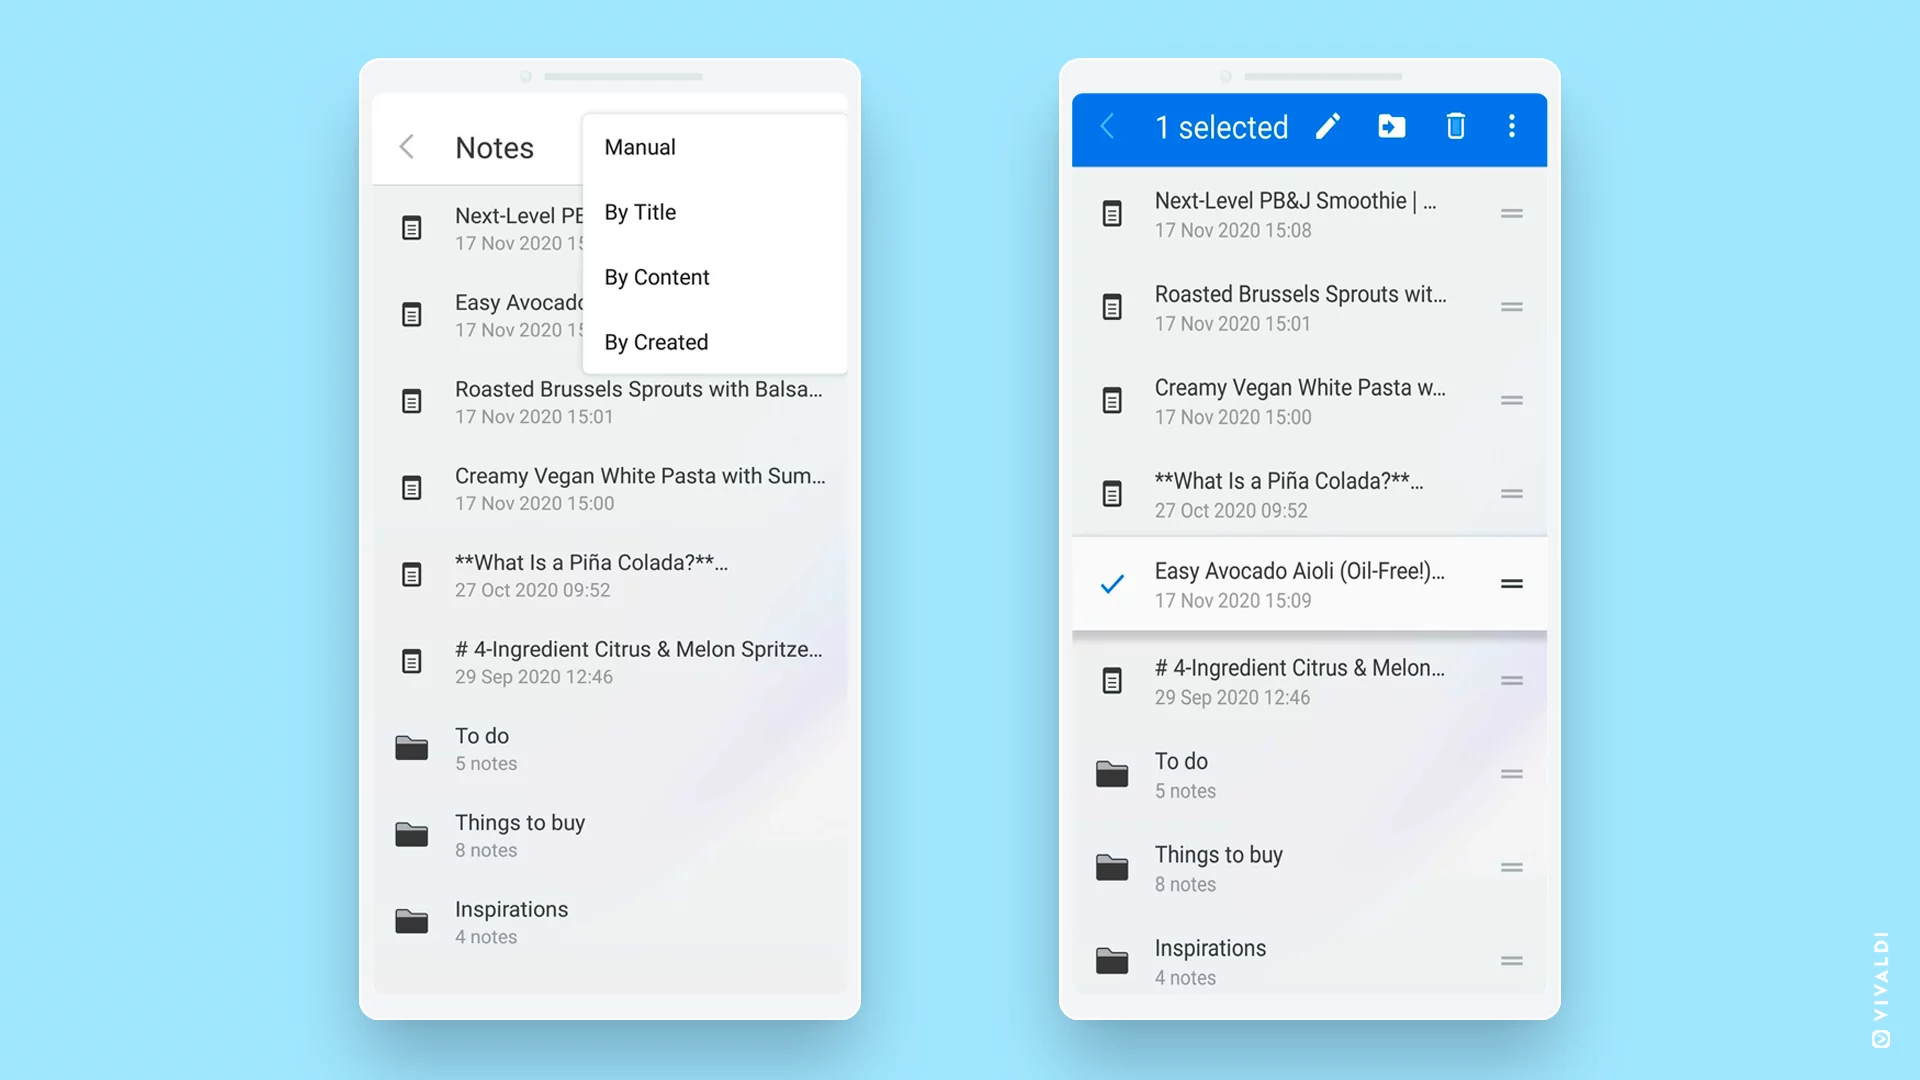 Notes
Manual
By Title
By Content
By Created
Next-Level PB
17 Nov 2020 15
Easy Avocado
17 Nov 2020 15
Roasted Brussels Sprouts with Balsa...
17 Nov 2020 15:01
Creamy Vegan White Pasta with Sum...
17 Nov 2020 15:00
**What Is a Piña Colada?**...
27 Oct 2020 09:52
# 4-Ingredient Citrus & Melon Spritze...
29 Sep 2020 12:46
To do
5 notes
Things to buy
8 notes
Inspirations
4 notes
1 selected
Next-Level PB&J Smoothie | ...
17 Nov 2020 15:08
Roasted Brussels Sprouts wit...
17 Nov 2020 15:01
Creamy Vegan White Pasta w...
17 Nov 2020 15:00
**What Is a Piña Colada?**...
27 Oct 2020 09:52
Easy Avocado Aioli (Oil-Free!)...
17 Nov 2020 15:09
# 4-Ingredient Citrus & Melon...
29 Sep 2020 12:46
To do
5 notes
Things to buy
8 notes
Inspirations
4 notes
VIVALDI